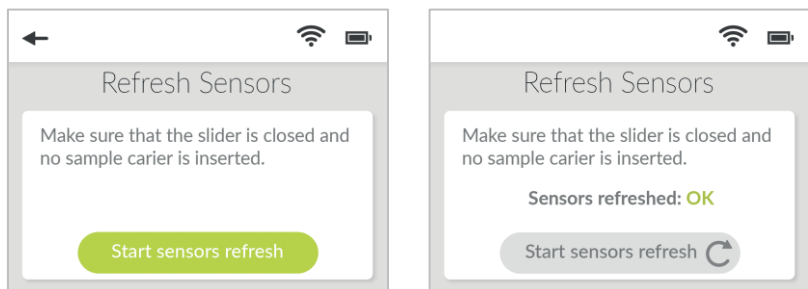 Refresh Sensors
Make sure that the slider is closed and
no sample carier is inserted.
Start sensors refresh
Refresh Sensors
Make sure that the slider is closed and
no sample carier is inserted.
Sensors refreshed: OK
Start sensors refresh